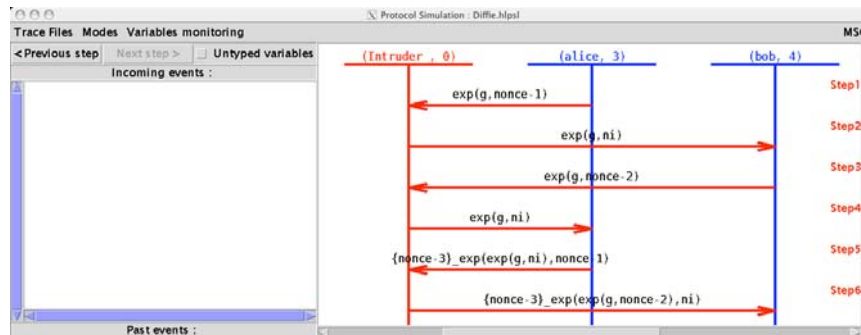 Protocol Simulation : Diffie.hlpsl
Trace Files Modes Variables monitoring MSC
<Previous step Next step > Untyped variables
Incoming events :
(Intruder , 0) (alice, 3) (bob, 4)
Step1
exp(g,nonce-1)
Step2
exp(g,ni)
Step3
exp(g,nonce-2)
Step4
exp(g,ni)
Step5
{nonce-3}_exp(exp(g,ni),nonce-1)
Step6
{nonce-3}_exp(exp(g,nonce-2),ni)
Past events :